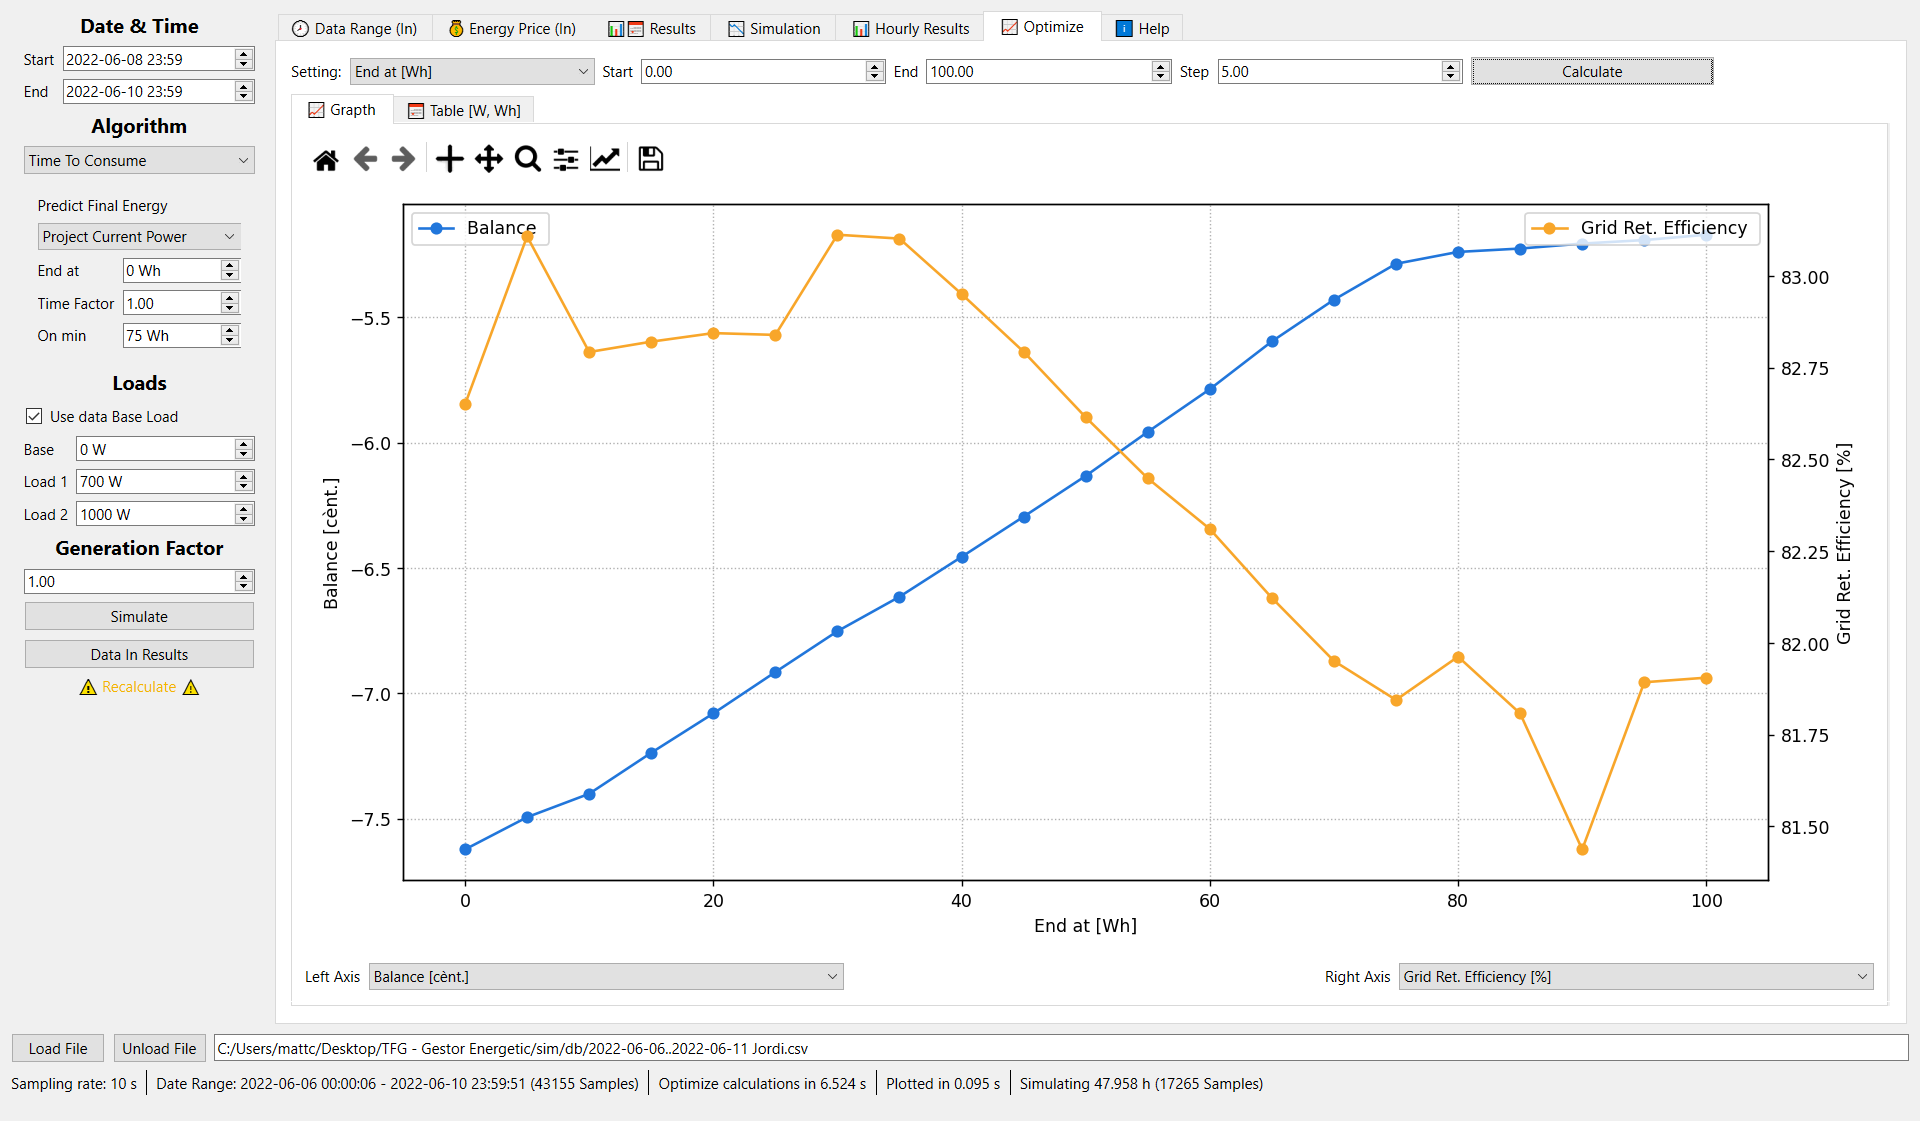 Date & Time
Start 2022-06-08 23:59
End 2022-06-10 23:59
Algorithm
Time To Consume
Predict Final Energy
Project Current Power
End at 0 Wh
Time Factor 1.00
On min 75 Wh
Loads
Use data Base Load
Base 0 W
Load 1 700 W
Load 2 1000 W
Generation Factor
1.00
Simulate
Data In Results
Recalculate
Data Range (In) Energy Price (In) Results Simulation Hourly Results Optimize Help
Setting: End at [Wh] Start 0.00 End 100.00 Step 5.00 Calculate
Grapth Table [W, Wh]
Balance
Grid Ret. Efficiency
Balance [cènt.]
−5.5
−6.0
−6.5
−7.0
−7.5
83.00
82.75
82.50
82.25
82.00
81.75
81.50
Grid Ret. Efficiency [%]
0 20 40 60 80 100
End at [Wh]
Left Axis Balance [cènt.] Right Axis Grid Ret. Efficiency [%]
Load File Unload File C:/Users/mattc/Desktop/TFG - Gestor Energetic/sim/db/2022-06-06..2022-06-11 Jordi.csv
Sampling rate: 10 s Date Range: 2022-06-06 00:00:06 - 2022-06-10 23:59:51 (43155 Samples) Optimize calculations in 6.524 s Plotted in 0.095 s Simulating 47.958 h (17265 Samples)